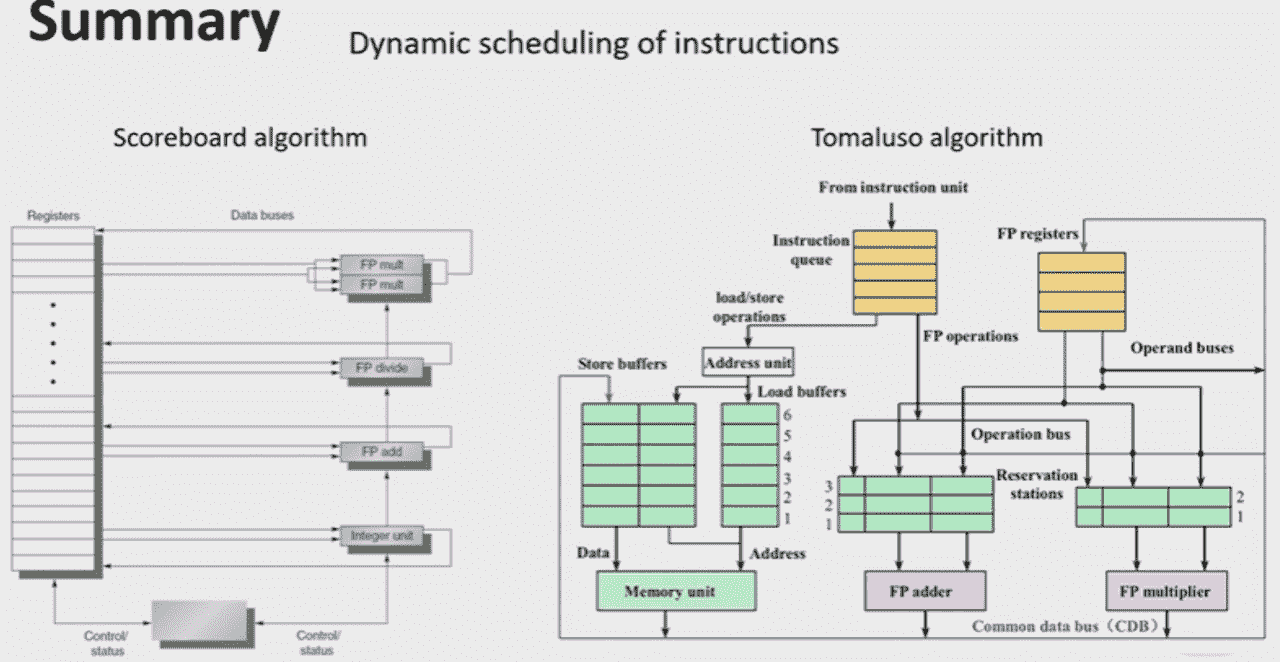 Summary
Dynamic scheduling of instructions
Scoreboard algorithm
Registers
Data buses
FP mult
FP mult
FP divide
FP add
Integer unit
Control/
status
Control/
status
Tomaluso algorithm
From instruction unit
Instruction
queue
FP registers
load/store
operations
FP operations
Operand buses
Store buffers
Address unit
Load buffers
6
5
4
3
2
1
Operation bus
Reservation
stations
3
2
1
2
1
Data
Address
Memory unit
FP adder
FP multiplier
Common data bus（CDB）